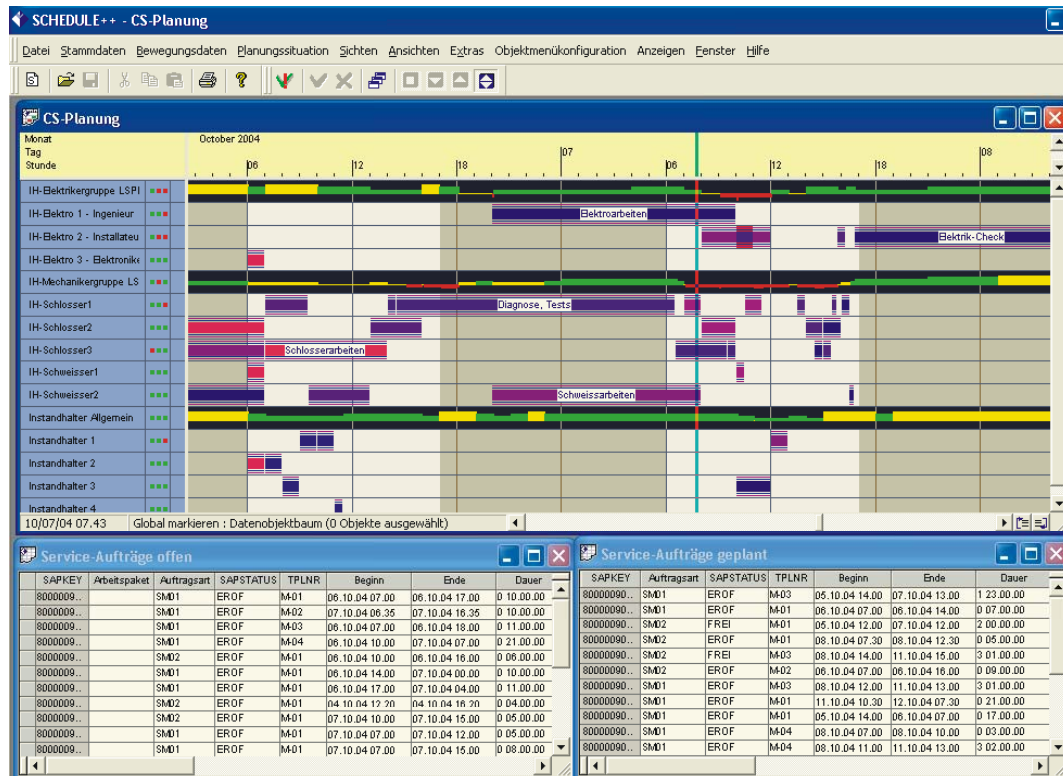 SCHEDULE++ - CS-Planung
Datei Stammdaten Bewegungsdaten Planungssituation Sichten Ansichten Extras Objektmenükonfiguration Anzeigen Fenster Hilfe
CS-Planung
Monat October 2004
Tag 07 08
Stunde 06 12 18 06 12 18
IH-Elektrikergruppe LSPI
IH-Elektro 1 - Ingenieur Elektroarbeiten
IH-Elektro 2 - Installateu Elektrik-Check
IH-Elektro 3 - Elektronike
IH-Mechanikergruppe LS
IH-Schlosser1 Diagnose, Tests
IH-Schlosser2
IH-Schlosser3 Schlosserarbeiten
IH-Schweisser1
IH-Schweisser2 Schweissarbeiten
Instandhalter Allgemein
Instandhalter 1
Instandhalter 2
Instandhalter 3
Instandhalter 4
10/07/04 07.43 Global markieren : Datenobjektbaum (0 Objekte ausgewählt)
Service-Aufträge offen
SAPKEY Arbeitspaket Auftragsart SAPSTATUS TPLNR Beginn Ende Dauer
8000009.. SM01 EROF M-01 06.10.04 07.00 06.10.04 17.00 0 10.00.00
8000009.. SM01 EROF M-02 07.10.04 06.35 07.10.04 16.35 0 10.00.00
8000009.. SM01 EROF M-03 06.10.04 07.00 06.10.04 18.00 0 11.00.00
8000009.. SM01 EROF M-04 06.10.04 10.00 07.10.04 07.00 0 21.00.00
8000009.. SM02 EROF M-01 06.10.04 10.00 06.10.04 16.00 0 06.00.00
8000009.. SM02 EROF M-01 06.10.04 14.00 07.10.04 00.00 0 10.00.00
8000009.. SM01 EROF M-01 06.10.04 17.00 07.10.04 04.00 0 11.00.00
8000009.. SM02 EROF M-01 04.10.04 12.20 04.10.04 16.20 0 04.00.00
8000009.. SM02 EROF M-01 07.10.04 10.00 07.10.04 15.00 0 05.00.00
8000009.. SM01 EROF M-01 07.10.04 07.00 07.10.04 12.00 0 05.00.00
8000009.. SM01 EROF M-01 07.10.04 07.00 07.10.04 15.00 0 08.00.00
Service-Aufträge geplant
SAPKEY Auftragsart SAPSTATUS TPLNR Beginn Ende Dauer
80000090.. SM01 EROF M-03 05.10.04 14.00 07.10.04 13.00 1 23.00.00
80000090.. SM01 EROF M-01 06.10.04 07.00 06.10.04 14.00 0 07.00.00
80000090.. SM02 FREI M-01 05.10.04 12.00 07.10.04 12.00 2 00.00.00
80000090.. SM02 EROF M-01 08.10.04 07.30 08.10.04 12.30 0 05.00.00
80000090.. SM02 FREI M-03 08.10.04 14.00 11.10.04 15.00 3 01.00.00
80000090.. SM02 EROF M-02 06.10.04 07.00 06.10.04 16.00 0 09.00.00
80000090.. SM01 EROF M-03 08.10.04 12.00 11.10.04 13.00 3 01.00.00
80000090.. SM01 EROF M-01 11.10.04 10.30 12.10.04 07.30 0 21.00.00
80000090.. SM01 EROF M-01 05.10.04 14.00 06.10.04 07.00 0 17.00.00
80000090.. SM01 EROF M-04 08.10.04 07.00 08.10.04 10.00 0 03.00.00
80000090.. SM01 EROF M-04 08.10.04 11.00 11.10.04 13.00 3 02.00.00